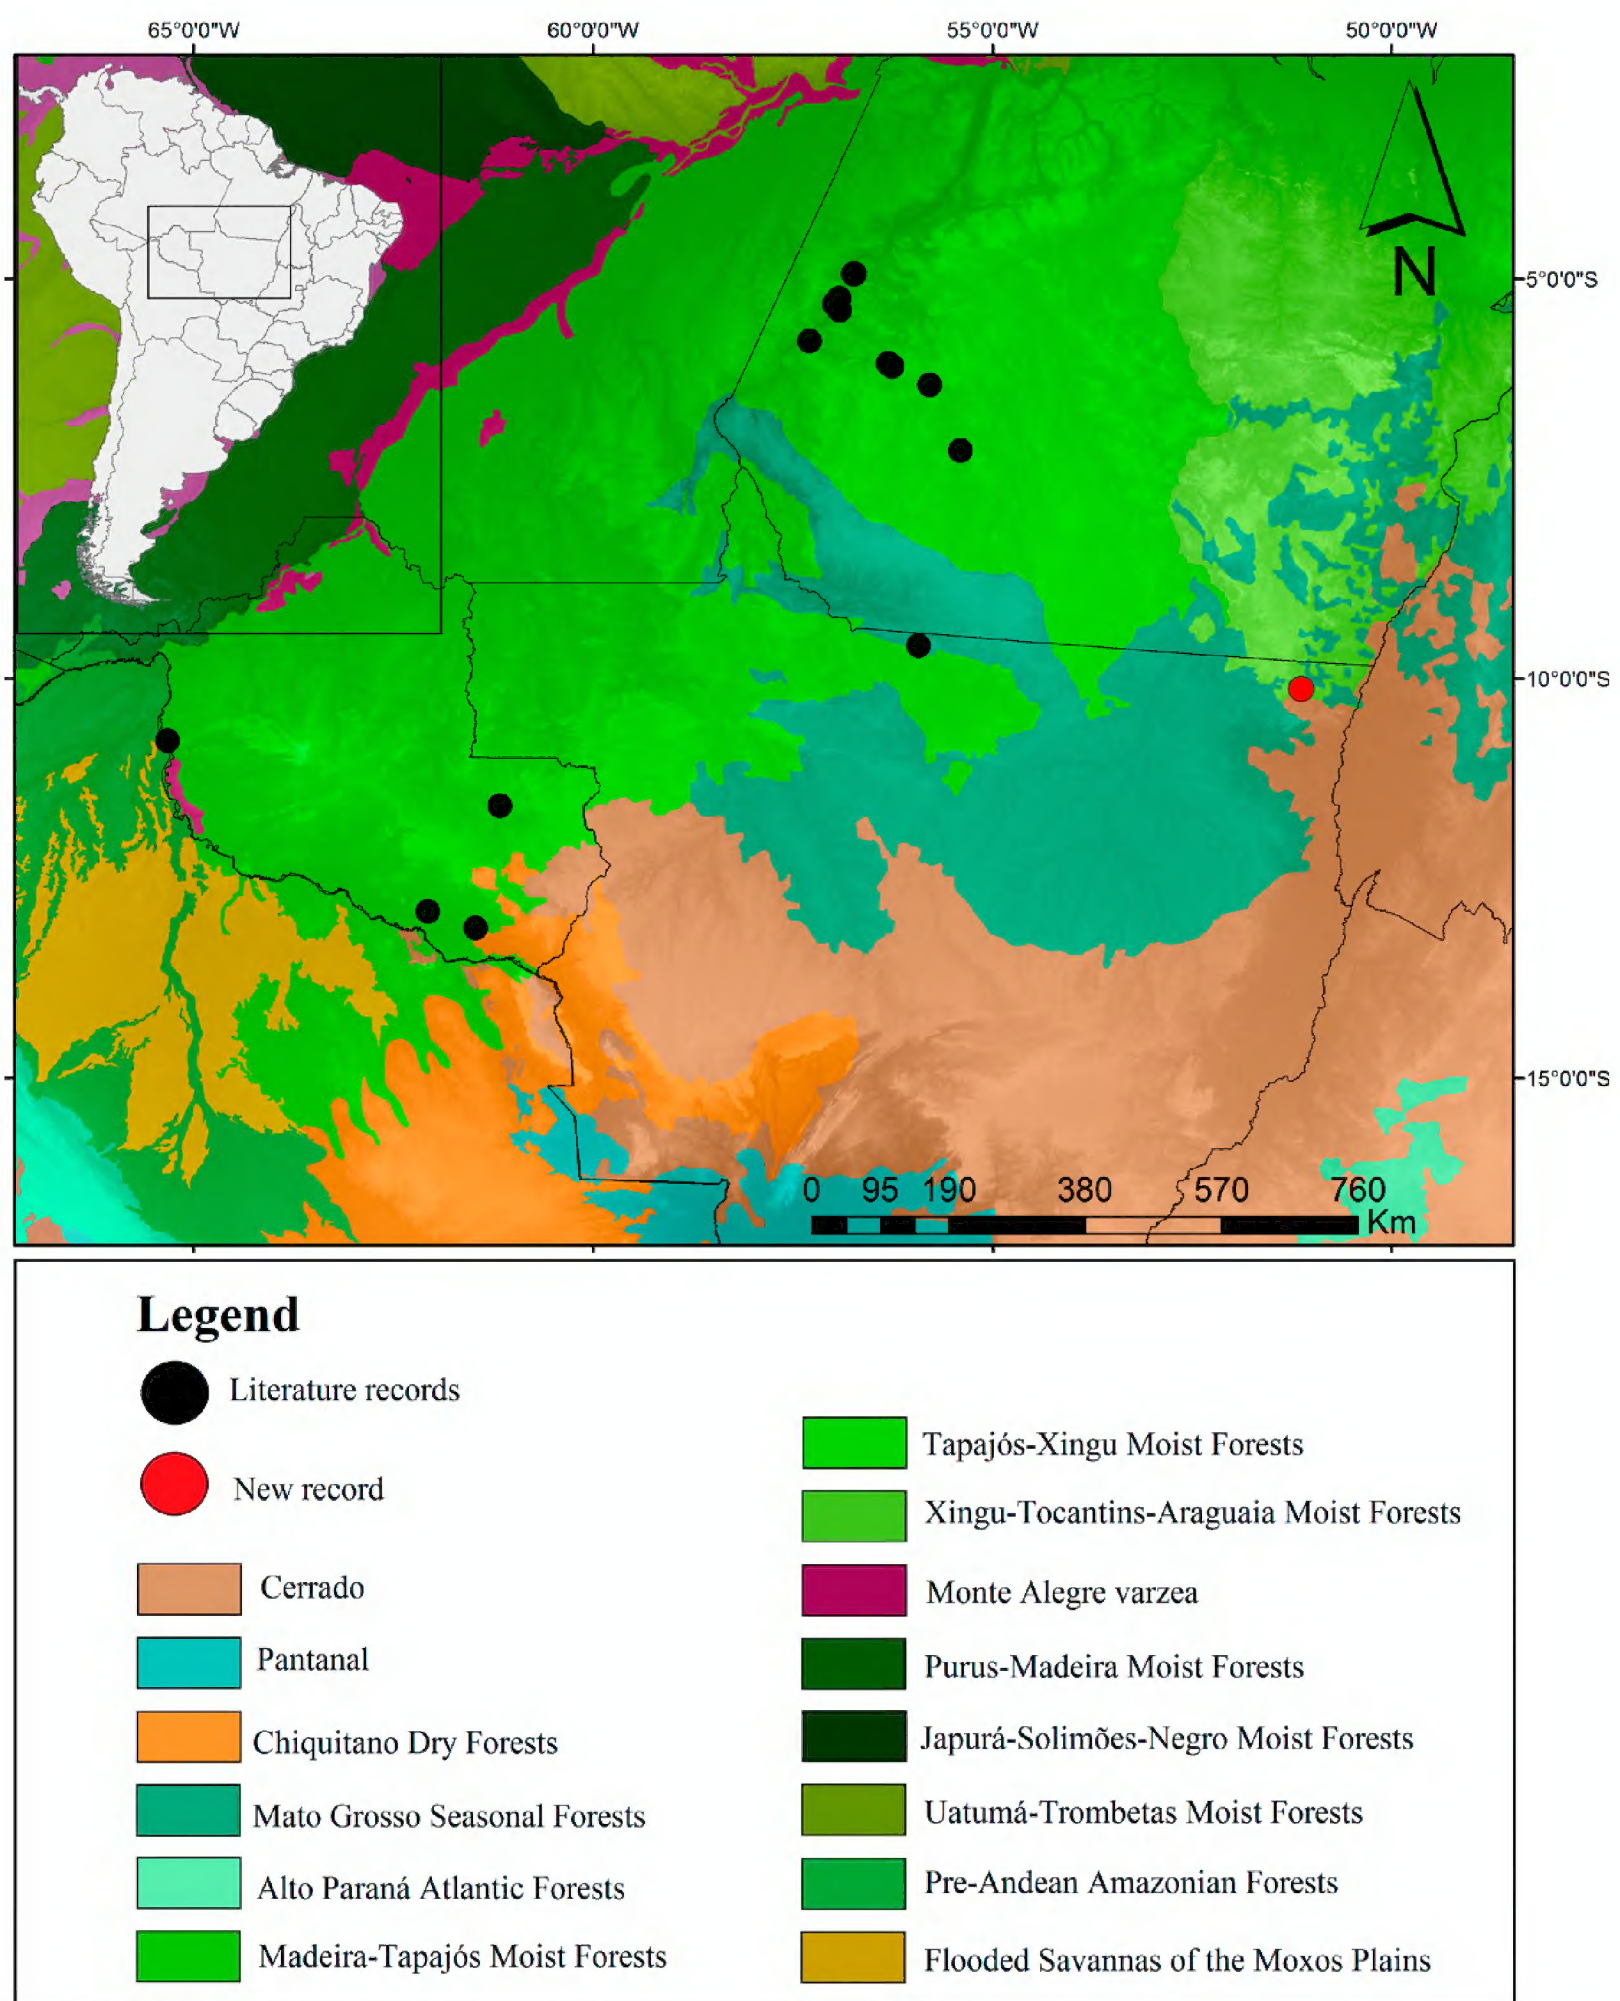 65°0'0"W
60°0'0"W
55°0'0"W
50°0'0"W
N
5°0'0"S
10°0'0"S
15°0'0"S
0 95 190 380 570 760
Km
Legend
Literature records
New record
Cerrado
Pantanal
Chiquitano Dry Forests
Mato Grosso Seasonal Forests
Alto Paraná Atlantic Forests
Madeira-Tapajós Moist Forests
Tapajós-Xingu Moist Forests
Xingu-Tocantins-Araguaia Moist Forests
Monte Alegre varzea
Purus-Madeira Moist Forests
Japurá-Solimões-Negro Moist Forests
Uatumá-Trombetas Moist Forests
Pre-Andean Amazonian Forests
Flooded Savannas of the Moxos Plains